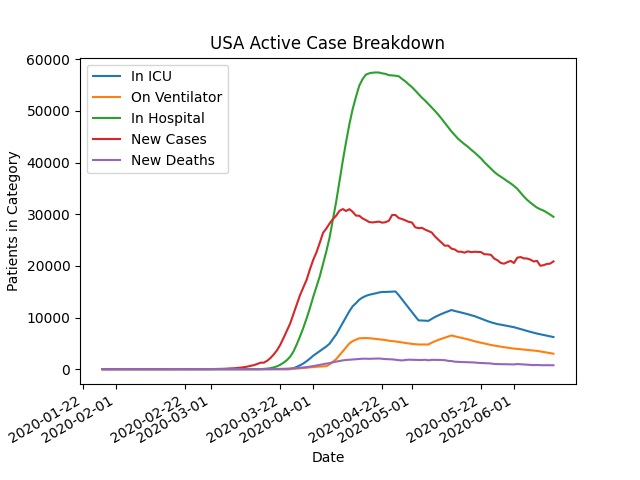 USA Active Case Breakdown
60000
50000
40000
30000
20000
10000
0
Patients in Category
In ICU
On Ventilator
In Hospital
New Cases
New Deaths
2020-01-22
2020-02-01
2020-02-22
2020-03-01
2020-03-22
2020-04-01
2020-04-22
2020-05-01
2020-05-22
2020-06-01
Date